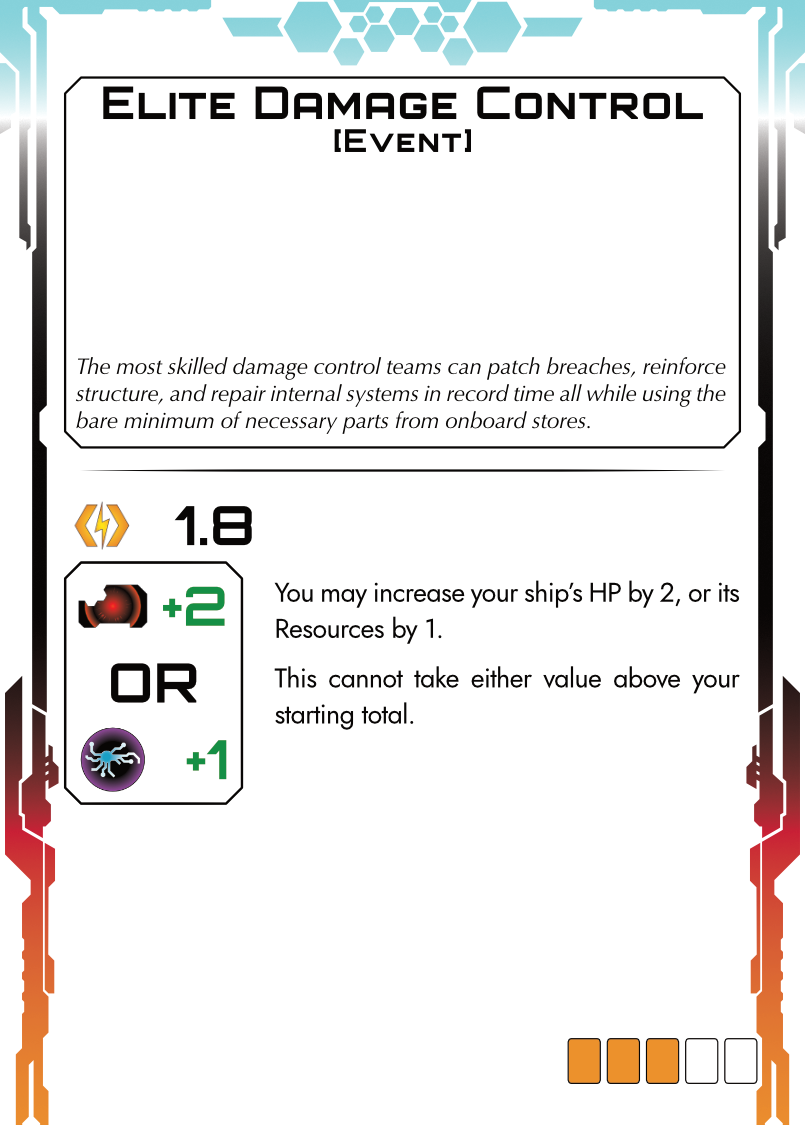 Elite Damage Control
[Event]
The most skilled damage control teams can patch breaches, reinforce
structure, and repair internal systems in record time all while using the
bare minimum of necessary parts from onboard stores.
1.8
+2
OR
+1
You may increase your ship's HP by 2, or its
Resources by 1.
This cannot take either value above your
starting total.